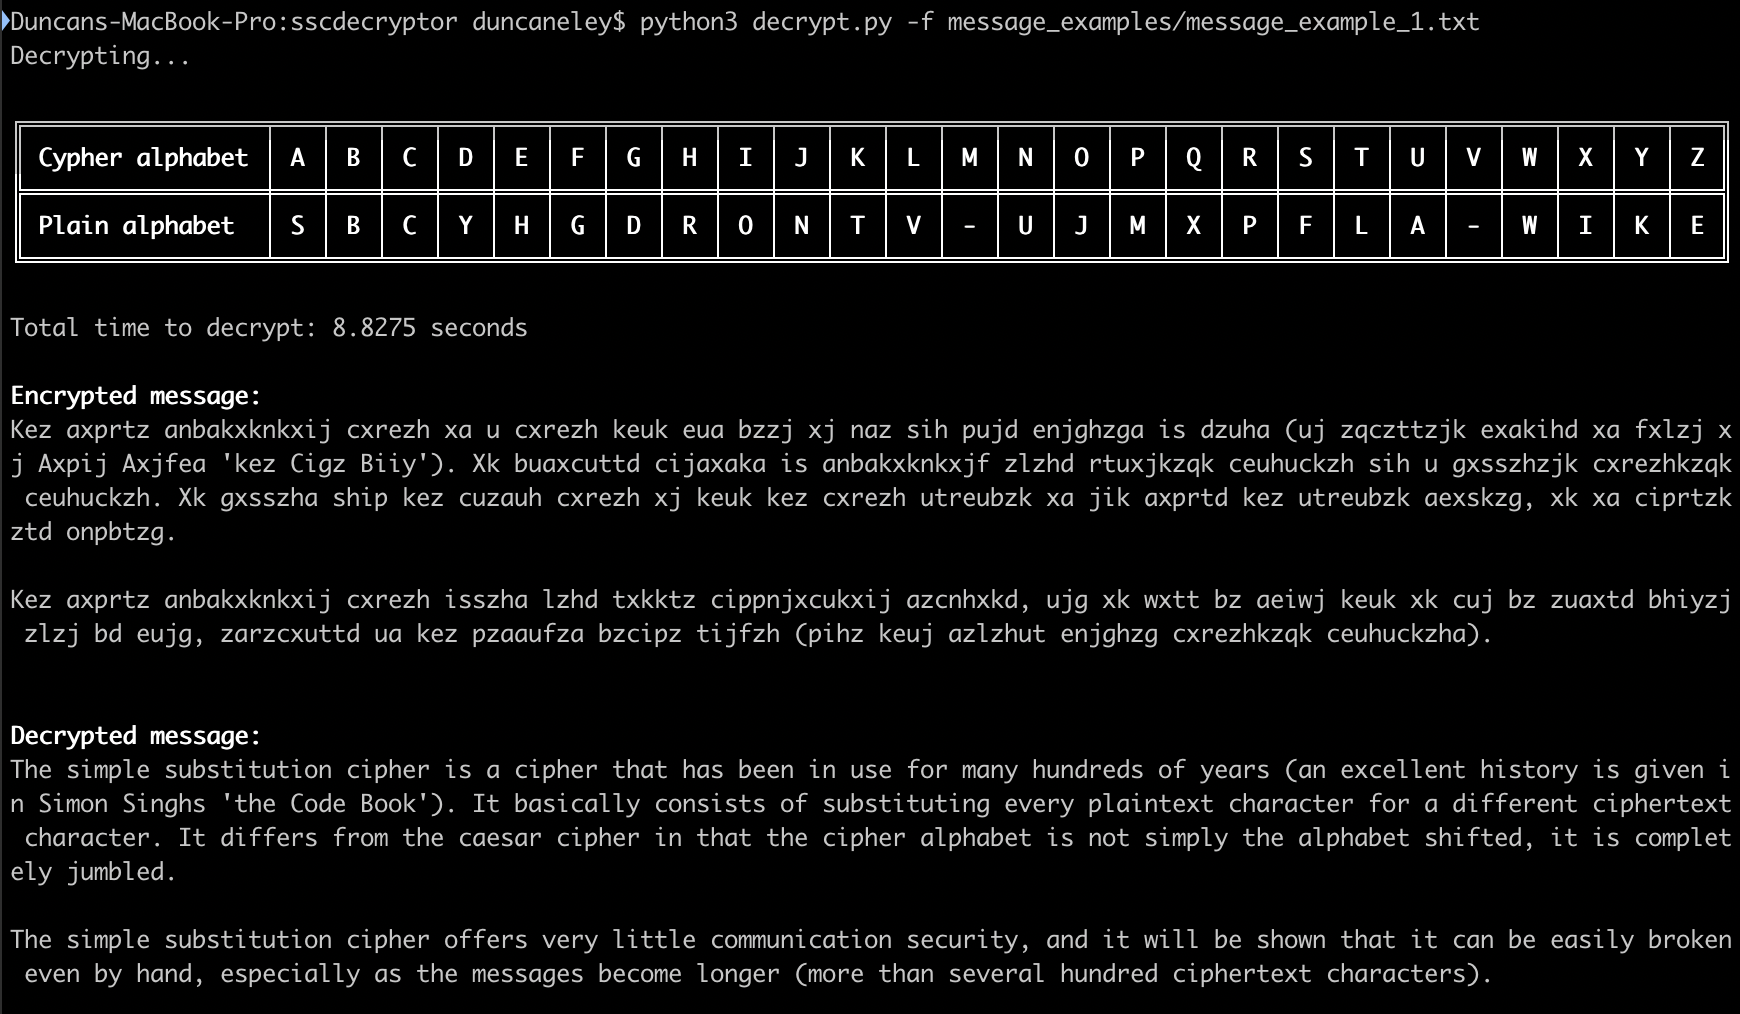 Duncans-MacBook-Pro:sscdecryptor duncaneley$ python3 decrypt.py -f message_examples/message_example_1.txt
Decrypting...
Cypher alphabet A B C D E F G H I J K L M N O P Q R S T U V W X Y Z
Plain alphabet S B C Y H G D R O N T V - U J M X P F L A - W I K E
Total time to decrypt: 8.8275 seconds
Encrypted message:
Kez axprtz anbakxknkxij cxrezh xa u cxrezh keuk eua bzzj xj naz sih pujd enjghzga is dzuha (uj zqczttzjk exakihd xa fxlzj x
j Axpij Axjfea 'kez Cigz Biiy'). Xk buaxcuttd cijaxaka is anbakxknkxjf zlzhd rtuxjkzqk ceuhuckzh sih u gxsszhzjk cxrezhkzqk
ceuhuckzh. Xk gxsszha ship kez cuzauh cxrezh xj keuk kez cxrezh utreubzk xa jik axprtd kez utreubzk aexskzg, xk xa ciprtzk
ztd onpbtzg.
Kez axprtz anbakxknkxij cxrezh isszha lzhd txkktz cippnjxcukxij azcnhxkd, ujg xk wxtt bz aeiwj keuk xk cuj bz zuaxtd bhiyzj
zlzj bd eujg, zarzcxuttd ua kez pzaaufza bzcipz tijfzh (pihz keuj azlzhut enjghzg cxrezhkzqk ceuhuckzha).
Decrypted message:
The simple substitution cipher is a cipher that has been in use for many hundreds of years (an excellent history is given i
n Simon Singhs 'the Code Book'). It basically consists of substituting every plaintext character for a different ciphertext
character. It differs from the caesar cipher in that the cipher alphabet is not simply the alphabet shifted, it is complet
ely jumbled.
The simple substitution cipher offers very little communication security, and it will be shown that it can be easily broken
even by hand, especially as the messages become longer (more than several hundred ciphertext characters).